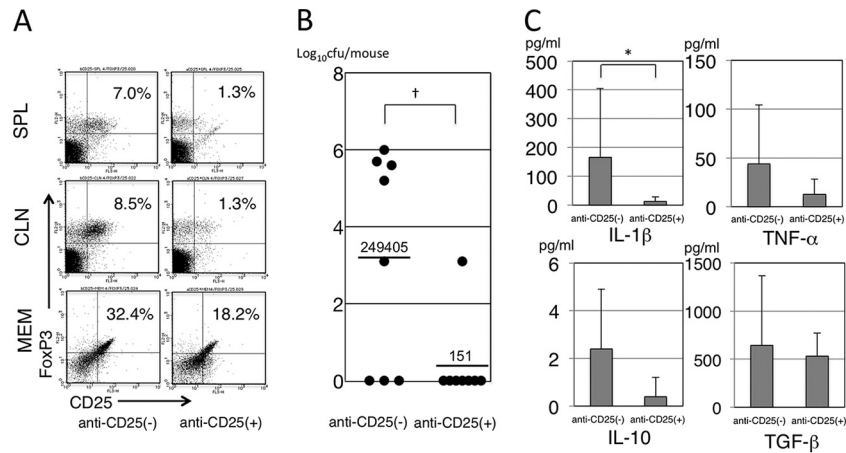 A
SPL
7.0%
1.3%
CLN
8.5%
1.3%
MEM
32.4%
18.2%
FoxP3
CD25
anti-CD25(-)
anti-CD25(+)
B
Log10cfu/mouse
8
†
6
4
249405
2
151
0
anti-CD25(-)
anti-CD25(+)
C
pg/ml
500
400
300
200
100
0
*
anti-CD25(-) anti-CD25(+)
IL-1β
pg/ml
150
100
50
0
anti-CD25(-) anti-CD25(+)
TNF-α
pg/ml
6
4
2
0
anti-CD25(-) anti-CD25(+)
IL-10
pg/ml
1500
1000
500
0
anti-CD25(-) anti-CD25(+)
TGF-β